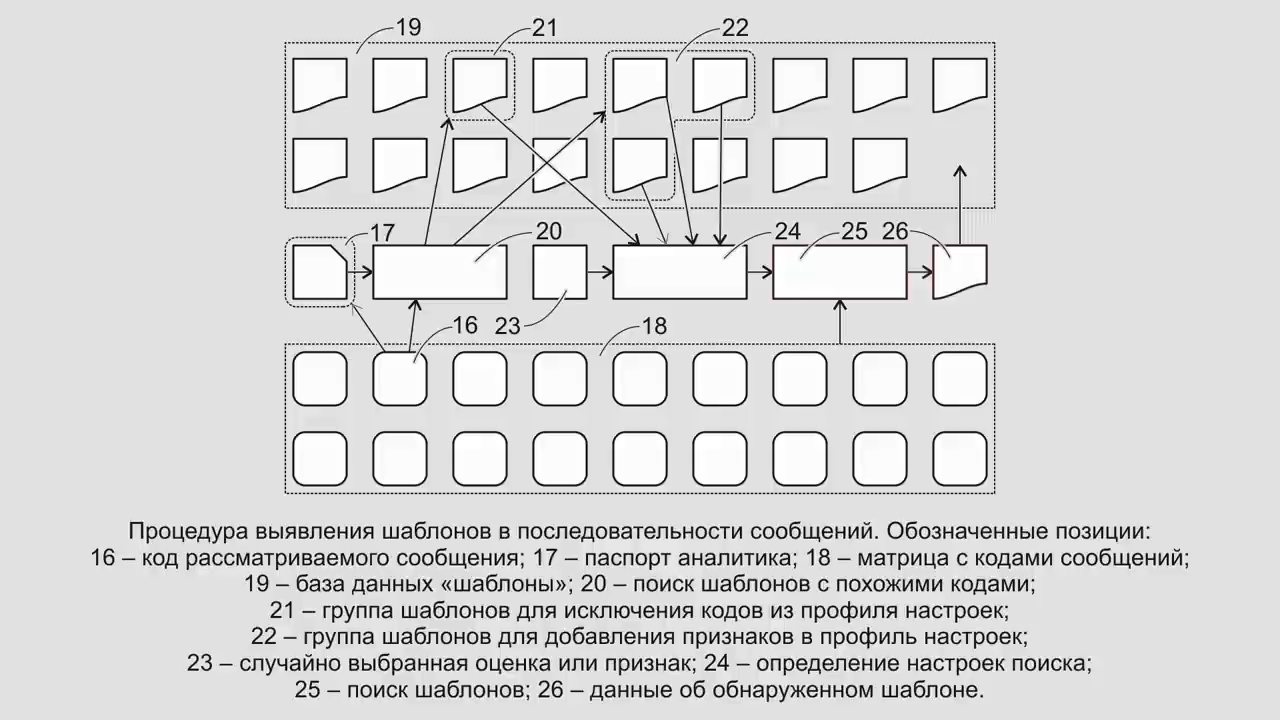 19
21
22
17
20
24
25
26
16
23
18
Процедура выявления шаблонов в последовательности сообщений. Обозначенные позиции:
16 – код рассматриваемого сообщения; 17 – паспорт аналитика; 18 – матрица с кодами сообщений;
19 – база данных «шаблоны»; 20 – поиск шаблонов с похожими кодами;
21 – группа шаблонов для исключения кодов из профиля настроек;
22 – группа шаблонов для добавления признаков в профиль настроек;
23 – случайно выбранная оценка или признак; 24 – определение настроек поиска;
25 – поиск шаблонов; 26 – данные об обнаруженном шаблоне.